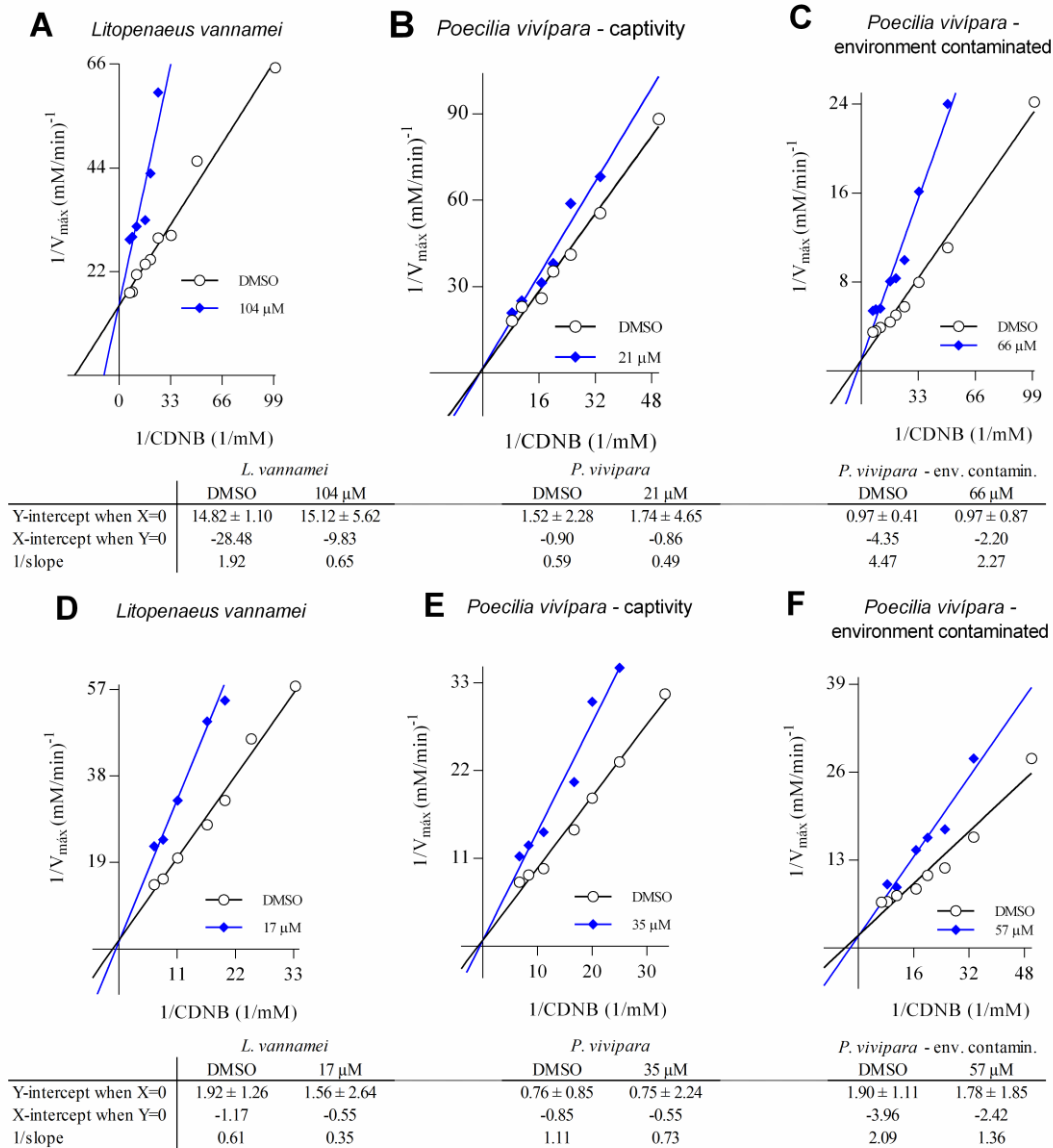 A
Litopenaeus vannamei
66
44
22
1/Vmáx (mM/min)-1
DMSO
104 µM
0 33 66 99
1/CDNB (1/mM)
B
Poecilia vivípara - captivity
90
60
30
1/Vmáx (mM/min)-1
DMSO
21 µM
16 32 48
1/CDNB (1/mM)
C
Poecilia vivípara -
environment contaminated
24
16
8
1/Vmáx (mM/min)-1
DMSO
66 µM
33 66 99
1/CDNB (1/mM)
L. vannamei P. vivipara P. vivipara - env. contamin.
DMSO 104 µM DMSO 21 µM DMSO 66 µM
Y-intercept when X=0 14.82 ± 1.10 15.12 ± 5.62 1.52 ± 2.28 1.74 ± 4.65 0.97 ± 0.41 0.97 ± 0.87
X-intercept when Y=0 -28.48 -9.83 -0.90 -0.86 -4.35 -2.20
1/slope 1.92 0.65 0.59 0.49 4.47 2.27
D
Litopenaeus vannamei
57
38
19
1/Vmáx (mM/min)-1
DMSO
17 µM
11 22 33
1/CDNB (1/mM)
E
Poecilia vivípara - captivity
33
22
11
1/Vmáx (mM/min)-1
DMSO
35 µM
10 20 30
1/CDNB (1/mM)
F
Poecilia vivípara -
environment contaminated
39
26
13
1/Vmáx (mM/min)-1
DMSO
57 µM
16 32 48
1/CDNB (1/mM)
L. vannamei P. vivipara P. vivipara - env. contamin.
DMSO 17 µM DMSO 35 µM DMSO 57 µM
Y-intercept when X=0 1.92 ± 1.26 1.56 ± 2.64 0.76 ± 0.85 0.75 ± 2.24 1.90 ± 1.11 1.78 ± 1.85
X-intercept when Y=0 -1.17 -0.55 -0.85 -0.55 -3.96 -2.42
1/slope 0.61 0.35 1.11 0.73 2.09 1.36